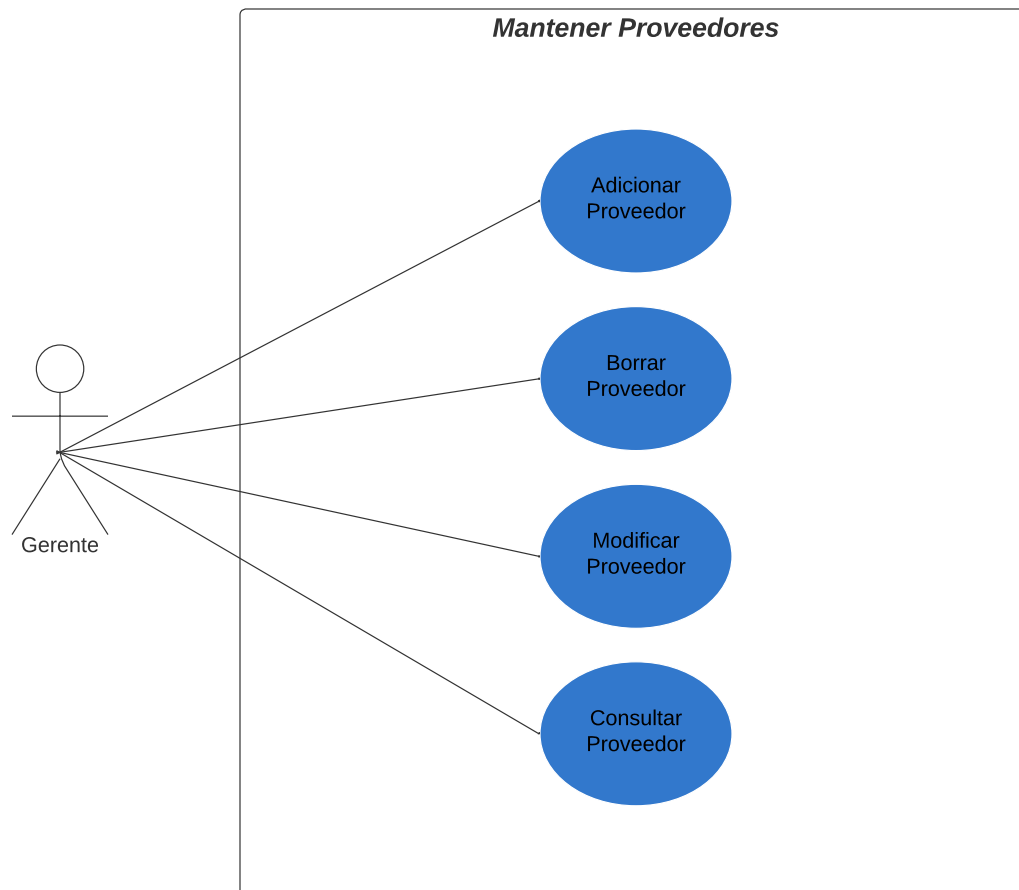 Mantener Proveedores
Adicionar
Proveedor
Borrar
Proveedor
Gerente
Modificar
Proveedor
Consultar
Proveedor